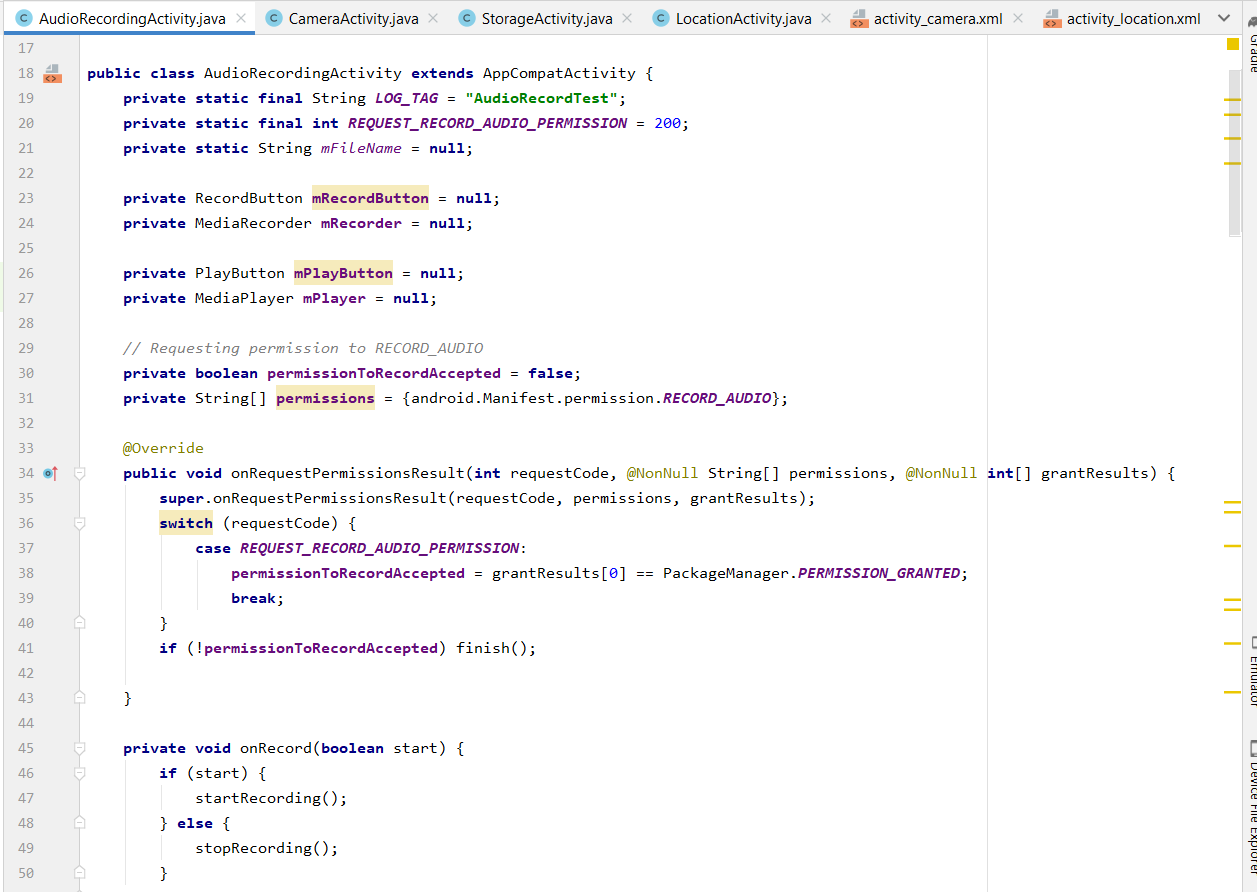 AudioRecordingActivity.java CameraActivity.java StorageActivity.java LocationActivity.java activity_camera.xml activity_location.xml
17
18 public class AudioRecordingActivity extends AppCompatActivity {
19 private static final String LOG_TAG = "AudioRecordTest";
20 private static final int REQUEST_RECORD_AUDIO_PERMISSION = 200;
21 private static String mFileName = null;
22
23 private RecordButton mRecordButton = null;
24 private MediaRecorder mRecorder = null;
25
26 private PlayButton mPlayButton = null;
27 private MediaPlayer mPlayer = null;
28
29 // Requesting permission to RECORD_AUDIO
30 private boolean permissionToRecordAccepted = false;
31 private String[] permissions = {android.Manifest.permission.RECORD_AUDIO};
32
33 @Override
34 public void onRequestPermissionsResult(int requestCode, @NonNull String[] permissions, @NonNull int[] grantResults) {
35 super.onRequestPermissionsResult(requestCode, permissions, grantResults);
36 switch (requestCode) {
37 case REQUEST_RECORD_AUDIO_PERMISSION:
38 permissionToRecordAccepted = grantResults[0] == PackageManager.PERMISSION_GRANTED;
39 break;
40 }
41 if (!permissionToRecordAccepted) finish();
42
43 }
44
45 private void onRecord(boolean start) {
46 if (start) {
47 startRecording();
48 } else {
49 stopRecording();
50 }
Gradle
Emulator
Device File Explorer